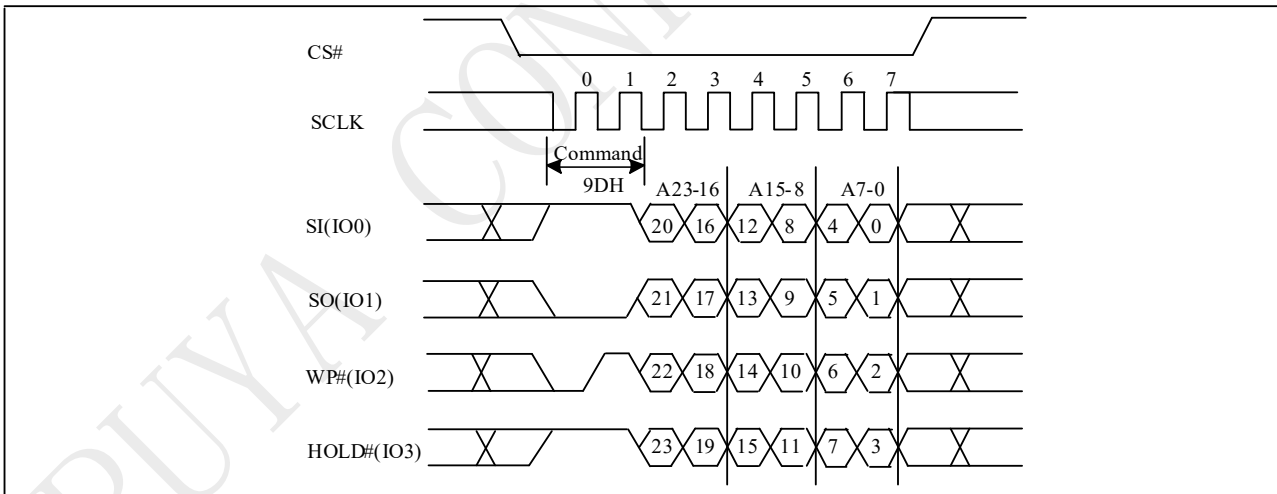 CS#
0 1 2 3 4 5 6 7
SCLK
Command
9DH
A23-16 A15-8 A7-0
SI(IO0) 20 16 12 8 4 0
SO(IO1) 21 17 13 9 5 1
WP#(IO2) 22 18 14 10 6 2
HOLD#(IO3) 23 19 15 11 7 3
PUYA CON